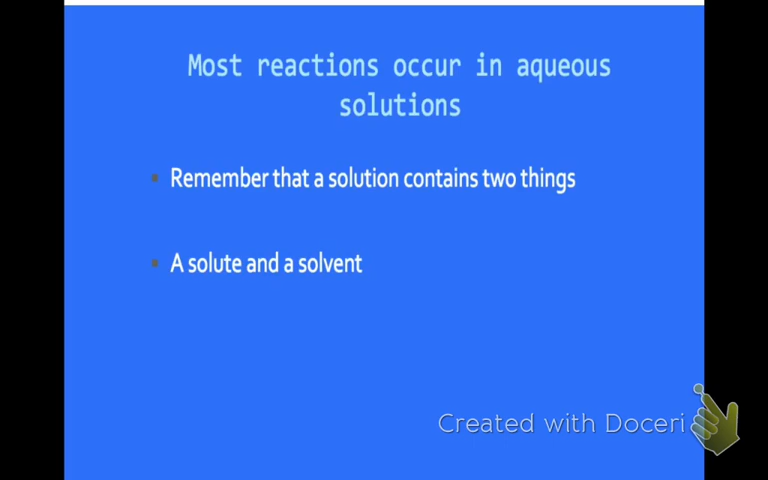 Most reactions occur in aqueous
solutions
Remember that a solution contains two things
A solute and a solvent
Created with Doceri